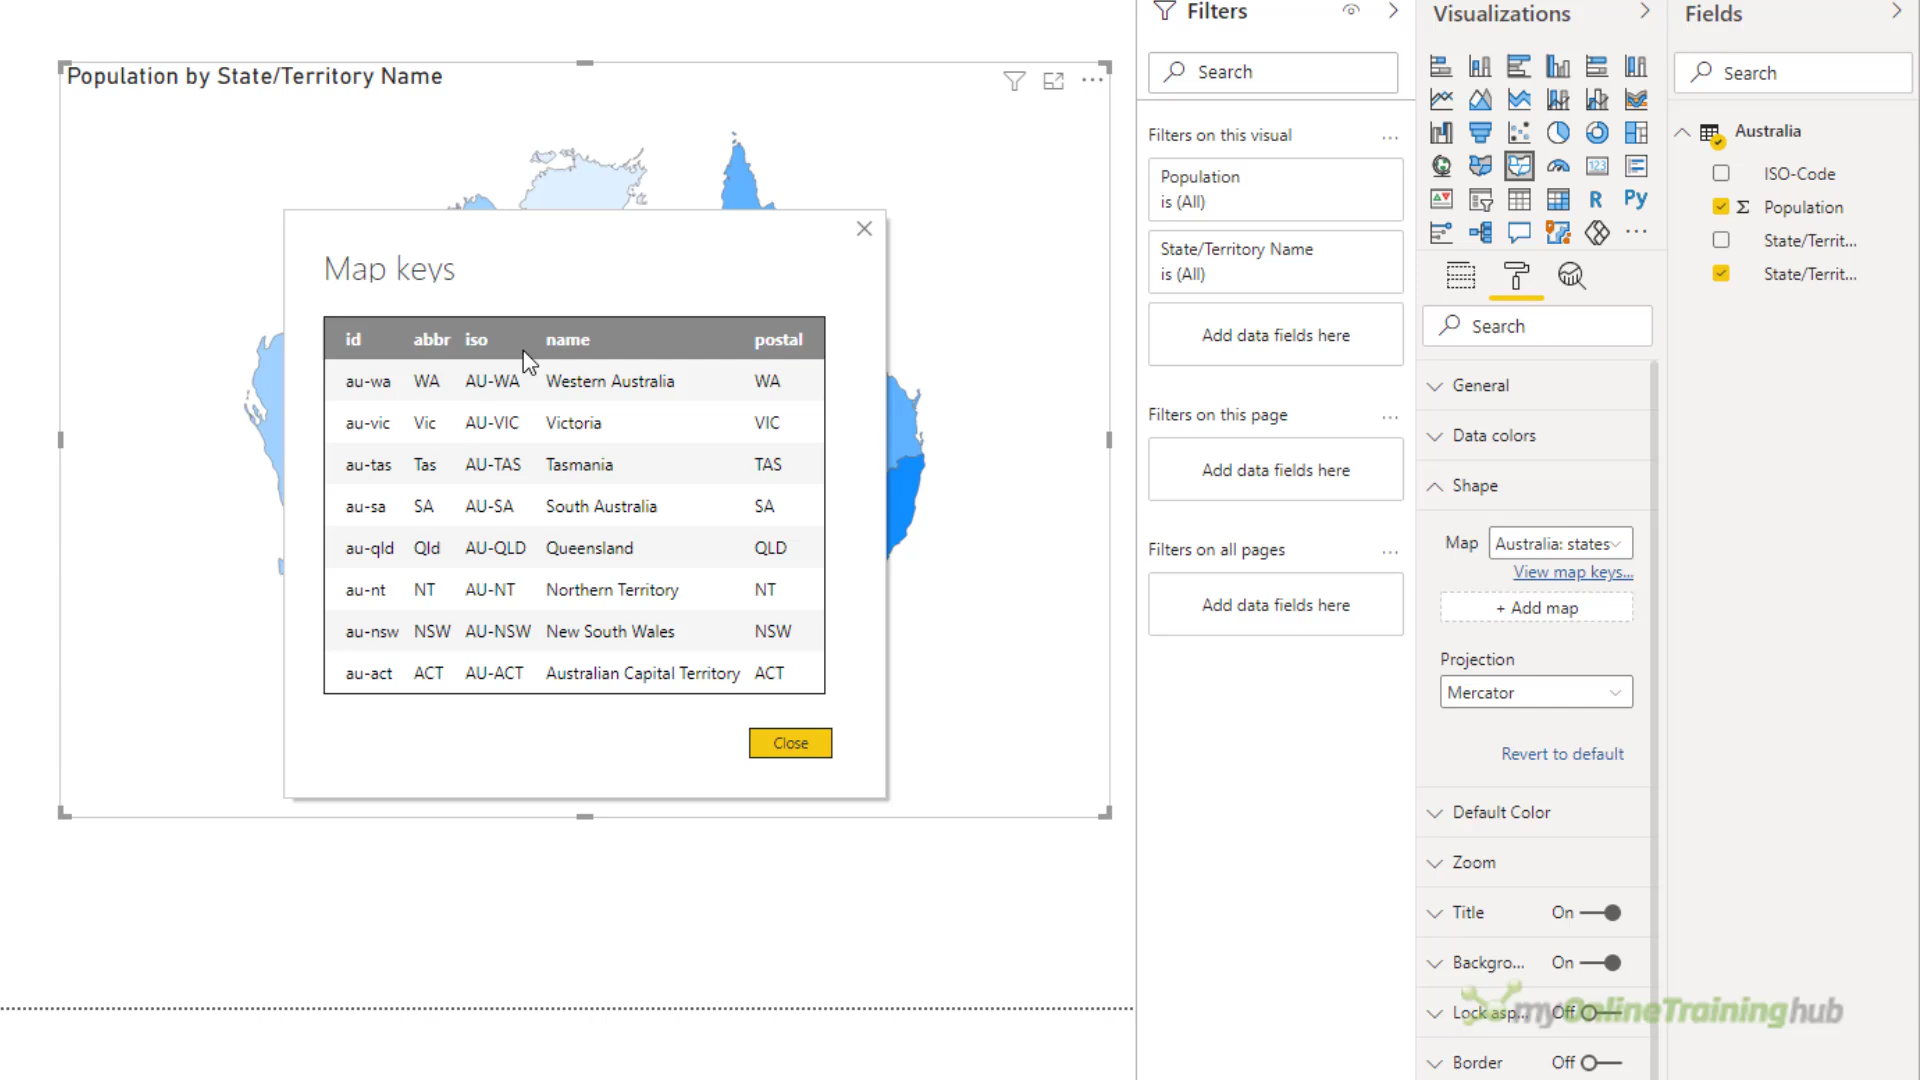 Population by State/Territory Name
Map keys
id abbr iso name postal
au-wa WA AU-WA Western Australia WA
au-vic Vic AU-VIC Victoria VIC
au-tas Tas AU-TAS Tasmania TAS
au-sa SA AU-SA South Australia SA
au-qld Qld AU-QLD Queensland QLD
au-nt NT AU-NT Northern Territory NT
au-nsw NSW AU-NSW New South Wales NSW
au-act ACT AU-ACT Australian Capital Territory ACT
Close
Filters
Search
Filters on this visual ...
Population
is (All)
State/Territory Name
is (All)
Add data fields here
Filters on this page ...
Add data fields here
Filters on all pages ...
Add data fields here
Visualizations
123
R Py
...
Search
General
Data colors
Shape
Map Australia: states
View map keys...
+ Add map
Projection
Mercator
Revert to default
Default Color
Zoom
Title On
Backgro... On
Lock asp... Off
Border Off
Fields
Search
Australia
ISO-Code
Σ Population
State/Territ...
State/Territ...
myOnlineTraininghub